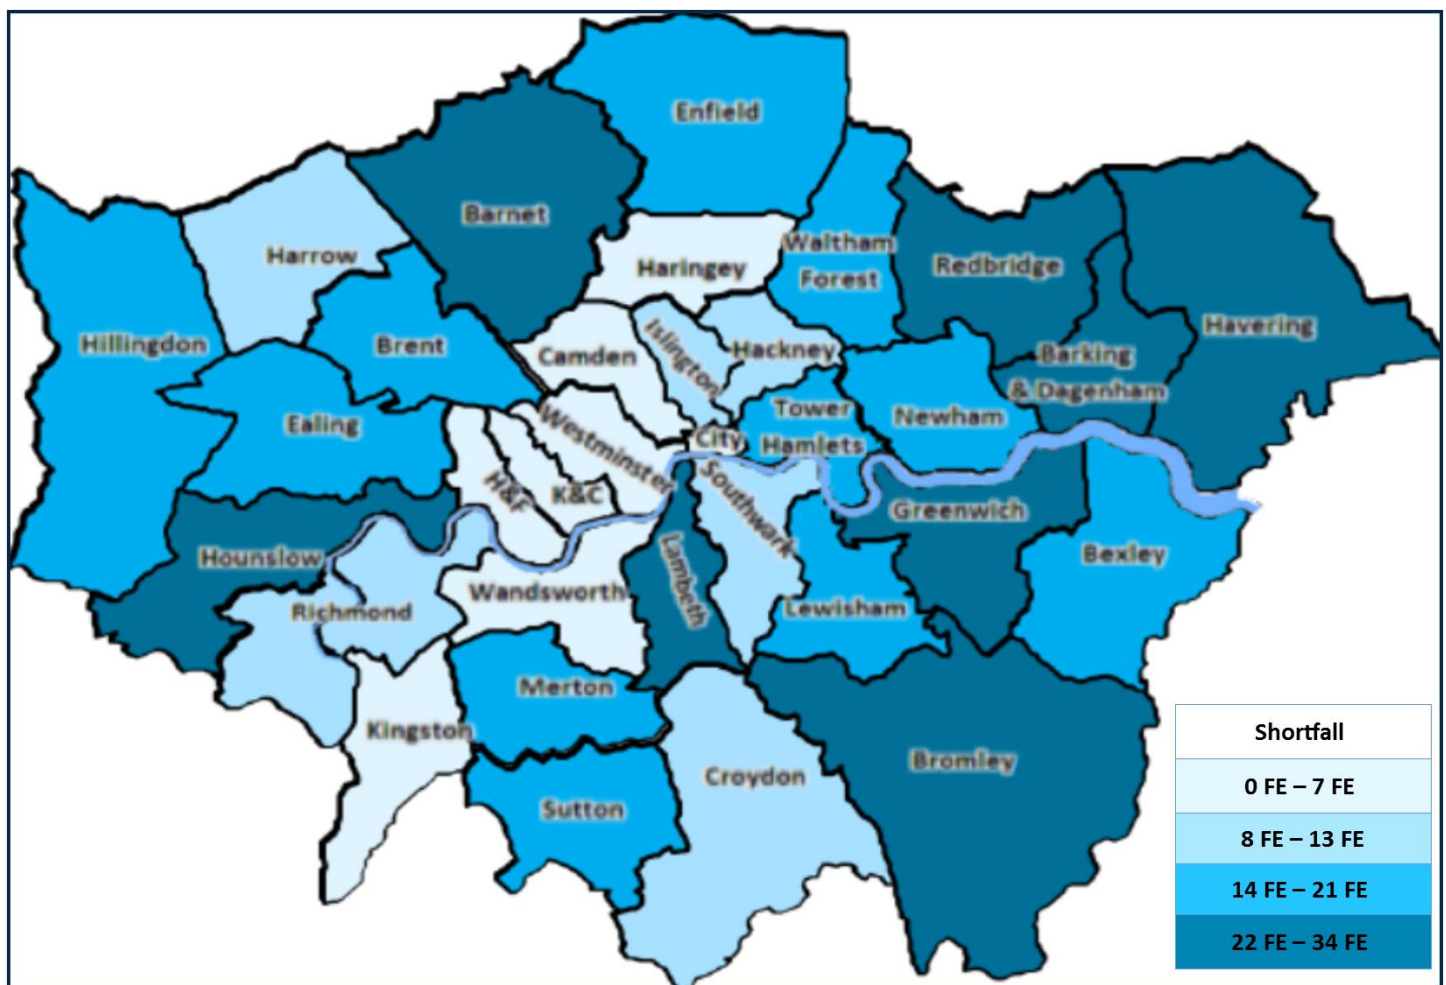 Enfield
Barnet
Harrow
Haringey
Waltham
Forest
Redbridge
Havering
Hillingdon
Brent
Camden
Islington
Hackney
Barking
& Dagenham
Ealing
Westminster
City
Tower
Hamlets
Newham
H&F
K&C
Southwark
Greenwich
Hounslow
Bexley
Richmond
Wandsworth
Lambeth
Lewisham
Merton
Kingston
Croydon
Bromley
Sutton
Shortfall
0 FE – 7 FE
8 FE – 13 FE
14 FE – 21 FE
22 FE – 34 FE